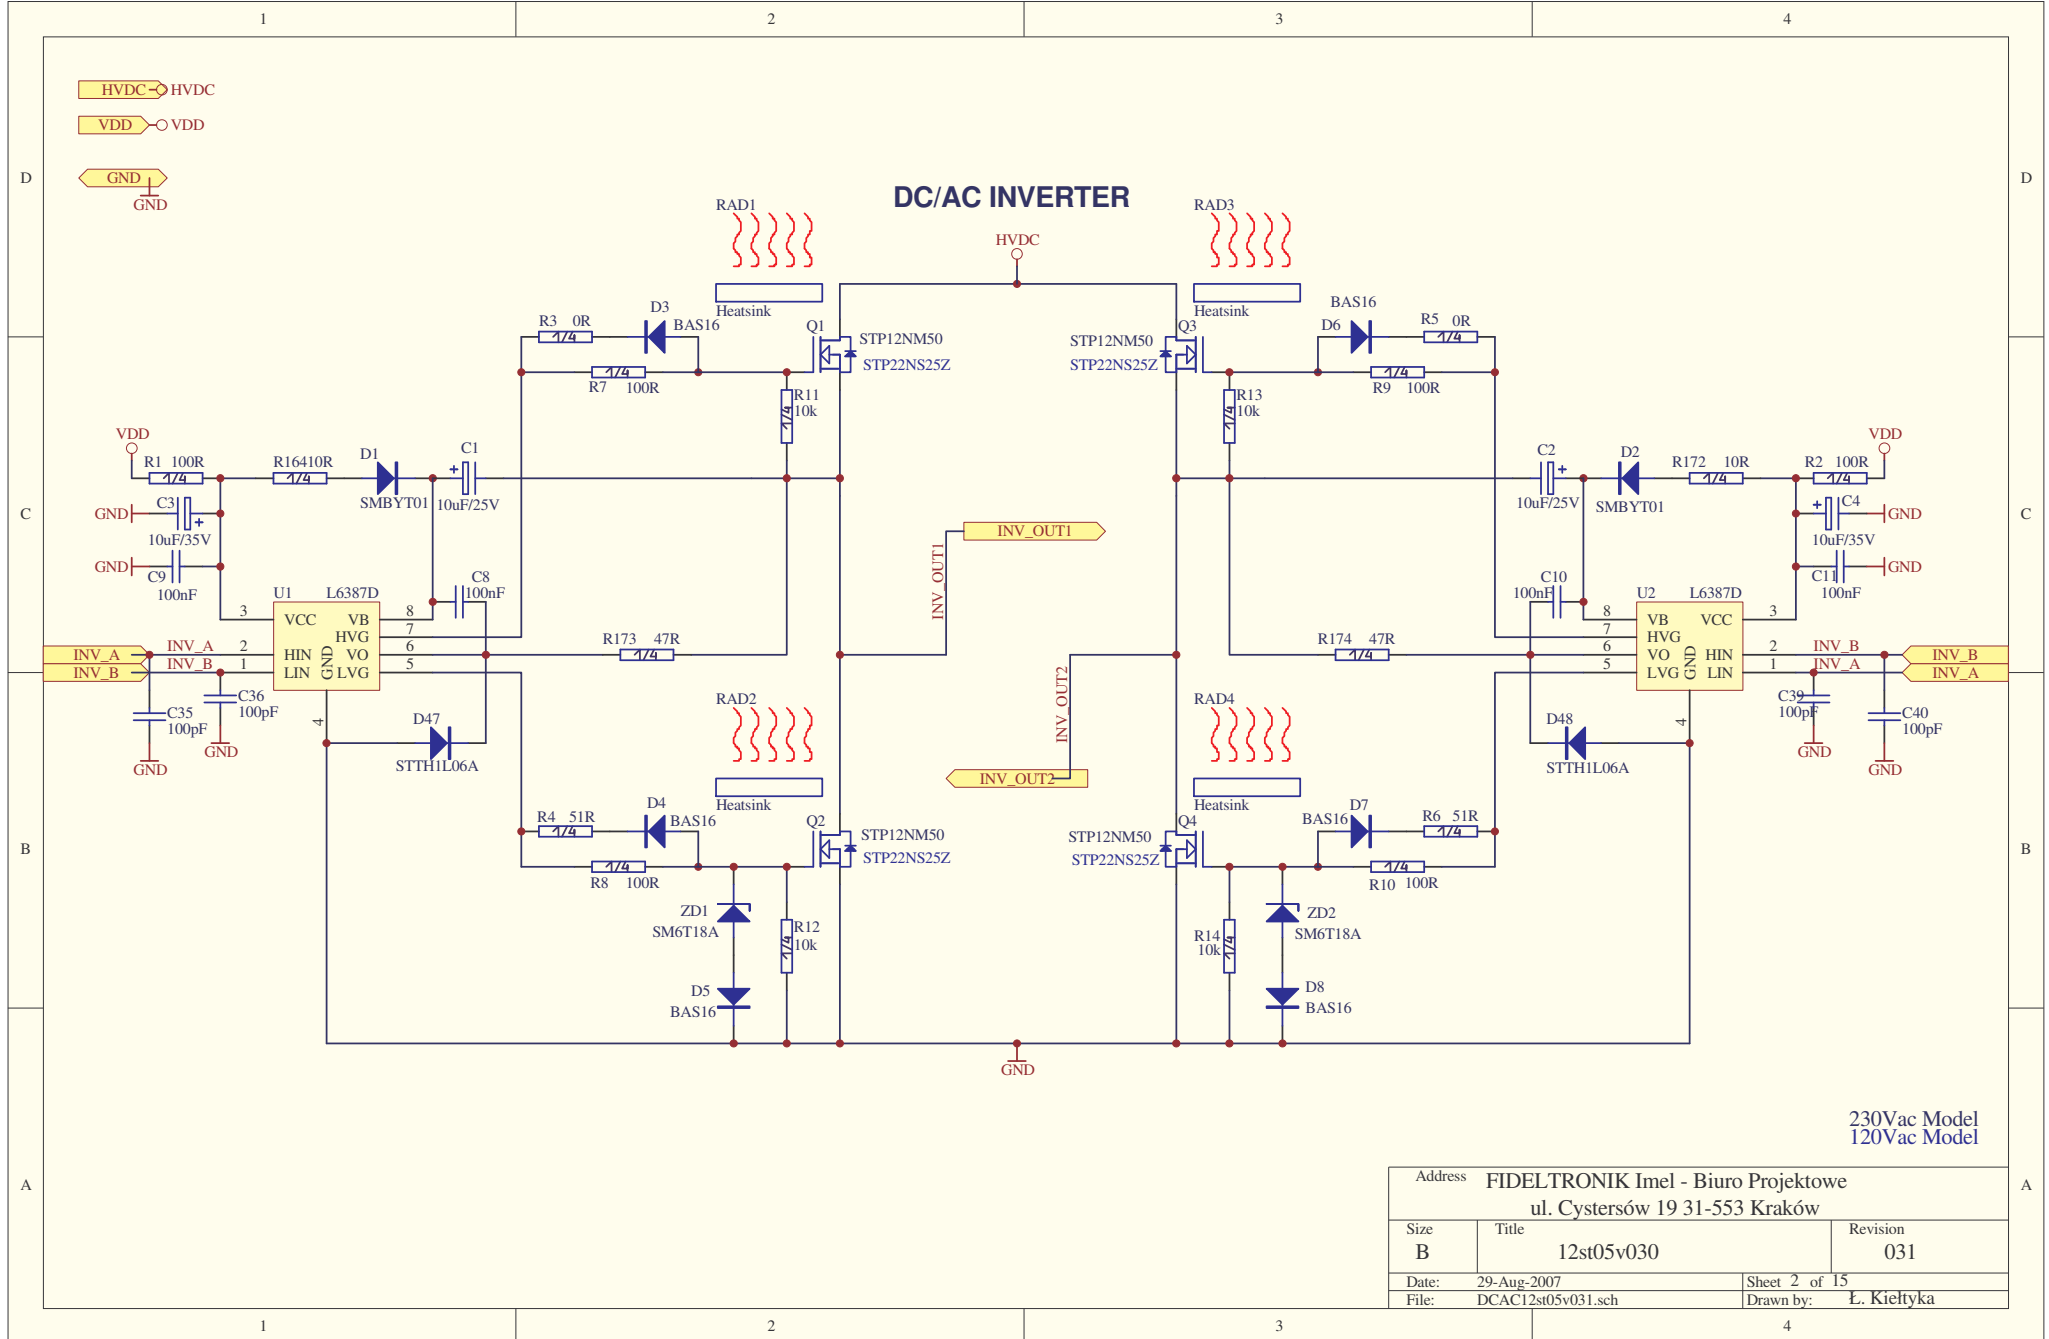 1 2 3 4
HVDC HVDC
VDD VDD
D D
GND
GND
DC/AC INVERTER
RAD1 RAD3
HVDC
Heatsink Heatsink
D3
BAS16
R3 0R
Q1
STP12NM50
STP22NS25Z
R7 100R
R11
10k
BAS16
D6
R5 0R
Q3
STP12NM50
STP22NS25Z
R9 100R
R13
10k
VDD
R1 100R
R164 10R
D1
SMBYT01
C1
10uF/25V
C C
GND
C3
10uF/35V
GND
C9
100nF
C8
100nF
U1 L6387D
3 VCC VB 8
HVG 7
INV_A INV_A 2 HIN VO 6
INV_B INV_B 1 LIN LVG 5
GND
4
C35
100pF
GND
C36
100pF
GND
D47
STTH1L06A
R173 47R
INV_OUT1
INV_OUT1
INV_OUT2
INV_OUT2
R174 47R
VDD
C2
10uF/25V
D2
SMBYT01
R172 10R
R2 100R
C4
10uF/35V
GND
C11
100nF
GND
C10
100nF
U2 L6387D
8 VB VCC 3
7 HVG
6 VO HIN 2 INV_B INV_B
5 LVG LIN 1 INV_A INV_A
GND
4
C39
100pF
GND
C40
100pF
GND
D48
STTH1L06A
RAD2 RAD4
Heatsink Heatsink
B B
R4 51R
D4
BAS16
Q2
STP12NM50
STP22NS25Z
R8 100R
ZD1
SM6T18A
R12
10k
D5
BAS16
D7
BAS16
R6 51R
Q4
STP12NM50
STP22NS25Z
R10 100R
ZD2
SM6T18A
R14
10k
D8
BAS16
GND
230Vac Model
120Vac Model
A A
Address FIDELTRONIK Imel - Biuro Projektowe
ul. Cystersów 19 31-553 Kraków
Size Title Revision
B 12st05v030 031
Date: 29-Aug-2007 Sheet 2 of 15
File: DCAC12st05v031.sch Drawn by: Ł. Kiełtyka
1 2 3 4